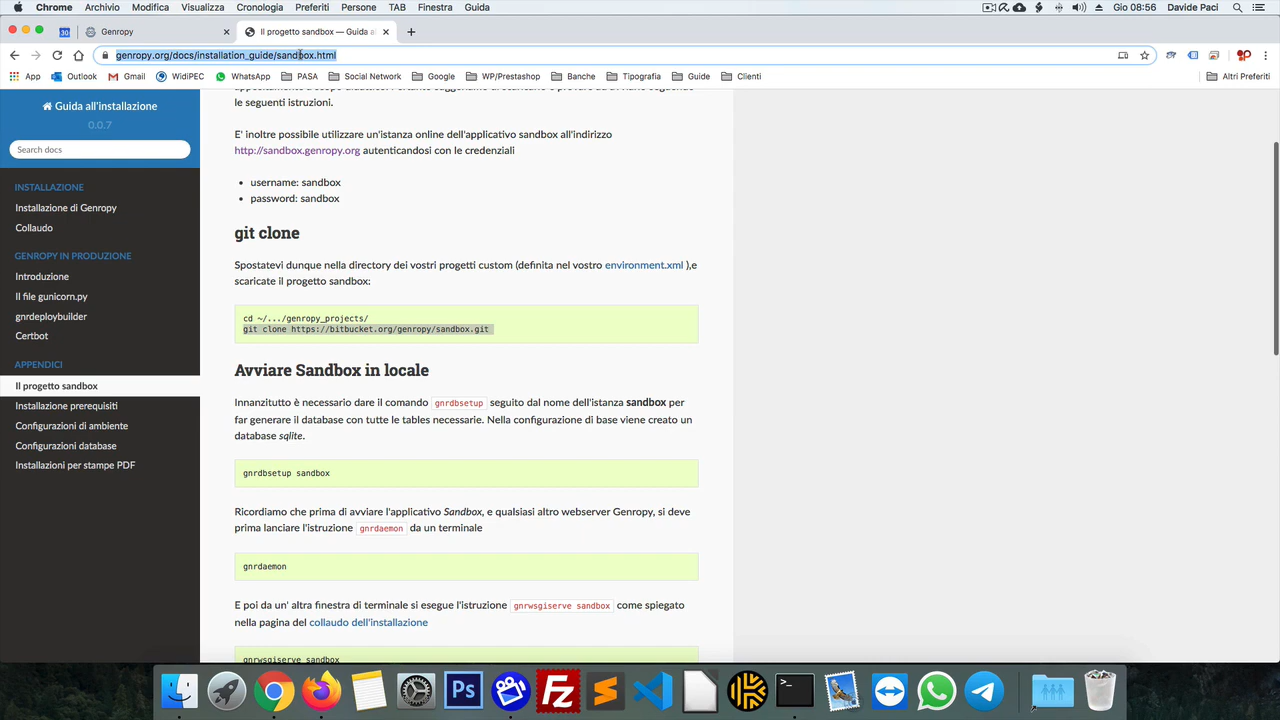 Chrome Archivio Modifica Visualizza Cronologia Preferiti Persone TAB Finestra Guida Gio 08:56 Davide Paci
Genropy
Il progetto sandbox — Guida a
genropy.org/docs/installation_guide/sandbox.html
App Outlook Gmail WidiPEC WhatsApp PASA Social Network Google WP/Prestashop Banche Tipografia Guide Clienti Altri Preferiti
Guida all'installazione
0.0.7
Search docs
INSTALLAZIONE
Installazione di Genropy
Collaudo
GENROPY IN PRODUZIONE
Introduzione
Il file gunicorn.py
gnrdeploybuilder
Certbot
APPENDICI
Il progetto sandbox
Installazione prerequisiti
Configurazioni di ambiente
Configurazioni database
Installazioni per stampe PDF
le seguenti istruzioni.
E' inoltre possibile utilizzare un'istanza online dell'applicativo sandbox all'indirizzo
http://sandbox.genropy.org autenticandosi con le credenziali
• username: sandbox
• password: sandbox
git clone
Spostatevi dunque nella directory dei vostri progetti custom (definita nel vostro environment.xml ),e
scaricate il progetto sandbox:
cd ~/.../genropy_projects/
git clone https://bitbucket.org/genropy/sandbox.git
Avviare Sandbox in locale
Innanzitutto è necessario dare il comando gnrdbsetup seguito dal nome dell'istanza sandbox per
far generare il database con tutte le tables necessarie. Nella configurazione di base viene creato un
database sqlite.
gnrdbsetup sandbox
Ricordiamo che prima di avviare l'applicativo Sandbox, e qualsiasi altro webserver Genropy, si deve
prima lanciare l'istruzione gnrdaemon da un terminale
gnrdaemon
E poi da un' altra finestra di terminale si esegue l'istruzione gnrwsgiserve sandbox come spiegato
nella pagina del collaudo dell'installazione
gnrwsgiserve sandbox